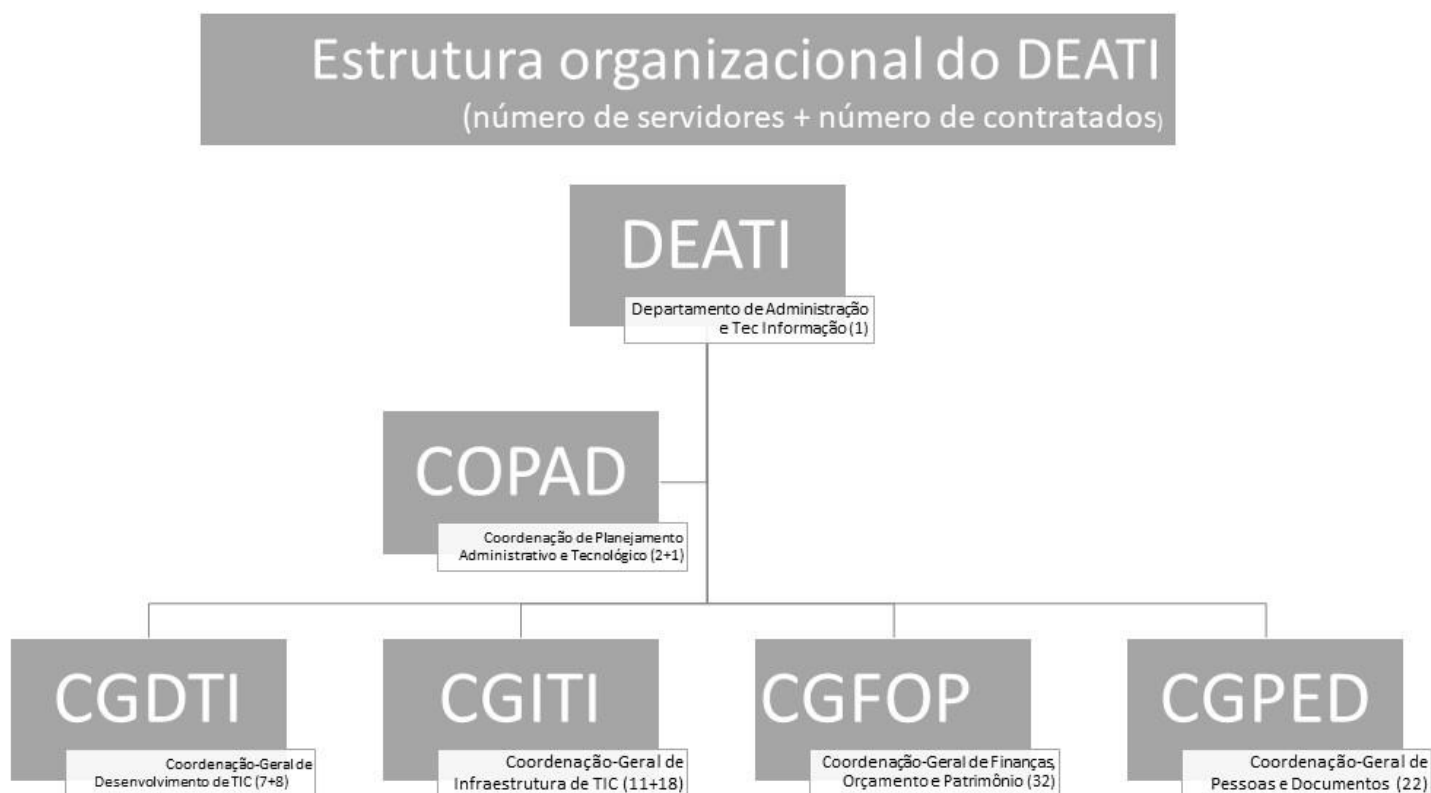 Estrutura organizacional do DEATI
(número de servidores + número de contratados)
DEATI
Departamento de Administração
e Tec Informação (1)
COPAD
Coordenação de Planejamento
Administrativo e Tecnológico (2+1)
CGDTI
Coordenação-Geral de
Desenvolvimento de TIC (7+8)
CGITI
Coordenação-Geral de
Infraestrutura de TIC (11+18)
CGFOP
Coordenação-Geral de Finanças,
Orçamento e Patrimônio (32)
CGPED
Coordenação-Geral de
Pessoas e Documentos (22)